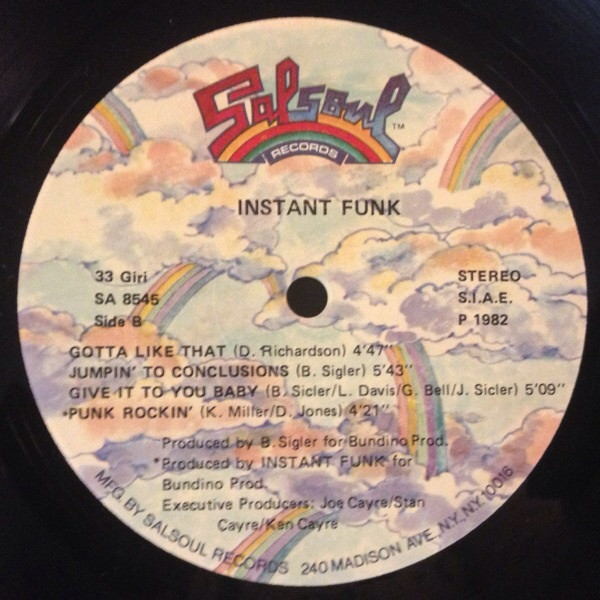 Salsoul™
RECORDS
INSTANT FUNK
33 Giri
SA 8545
Side B
STEREO
S.I.A.E.
P 1982
GOTTA LIKE THAT (D. Richardson) 4'47"
JUMPIN' TO CONCLUSIONS (B. Sigler) 5'43"
GIVE IT TO YOU BABY (B. Sicler/L. Davis/G. Bell/J. Sicler) 5'09"
*PUNK ROCKIN' (K. Miller/D. Jones) 4'21"
Produced by B. Sigler for Bundino Prod.
*Produced by INSTANT FUNK for
Bundino Prod.
Executive Producers: Joe Cayre/Stan
Cayre/Ken Cayre
MFG. BY SALSOUL RECORDS 240 MADISON AVE. N.Y. N.Y. 10016